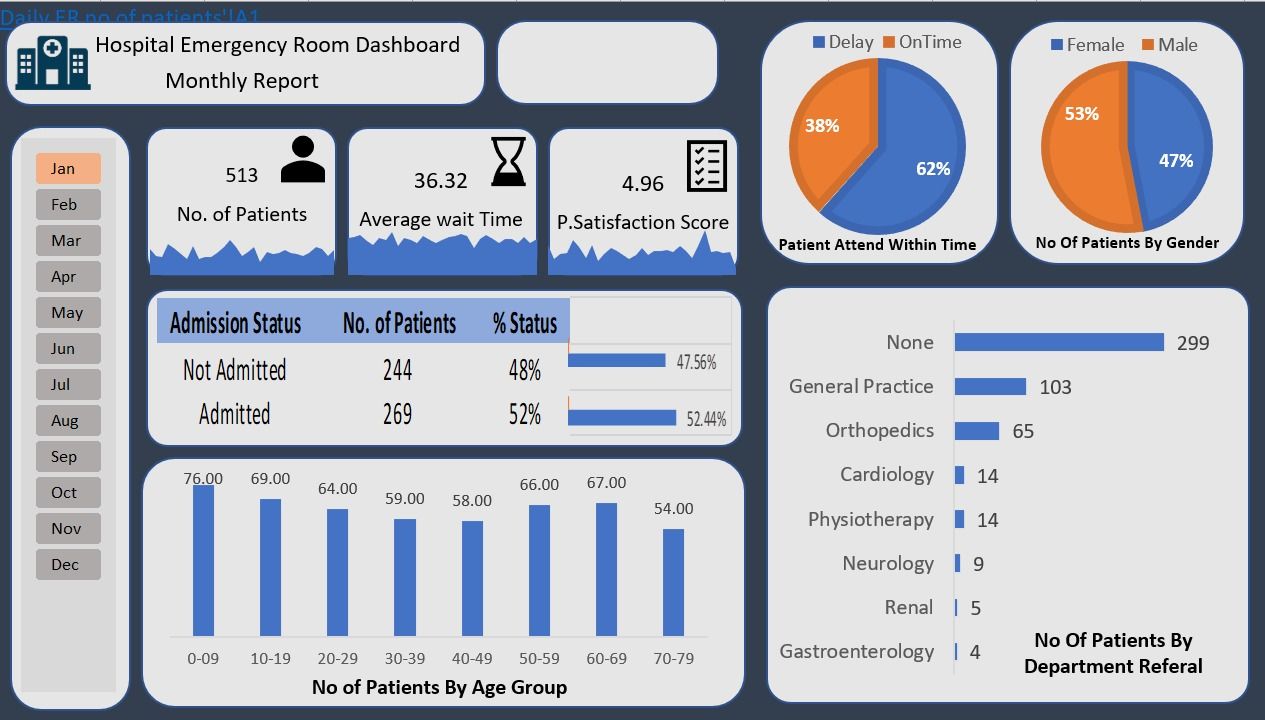 Daily ER no of patients'!A1
Hospital Emergency Room Dashboard
Monthly Report
Jan
Feb
Mar
Apr
May
Jun
Jul
Aug
Sep
Oct
Nov
Dec
513
No. of Patients
36.32
Average wait Time
4.96
P.Satisfaction Score
Delay OnTime
38%
62%
Patient Attend Within Time
Female Male
53%
47%
No Of Patients By Gender
Admission Status No. of Patients % Status
Not Admitted 244 48% 47.56%
Admitted 269 52% 52.44%
76.00 69.00 64.00 59.00 58.00 66.00 67.00 54.00
0-09 10-19 20-29 30-39 40-49 50-59 60-69 70-79
No of Patients By Age Group
None 299
General Practice 103
Orthopedics 65
Cardiology 14
Physiotherapy 14
Neurology 9
Renal 5
Gastroenterology 4
No Of Patients By
Department Referal